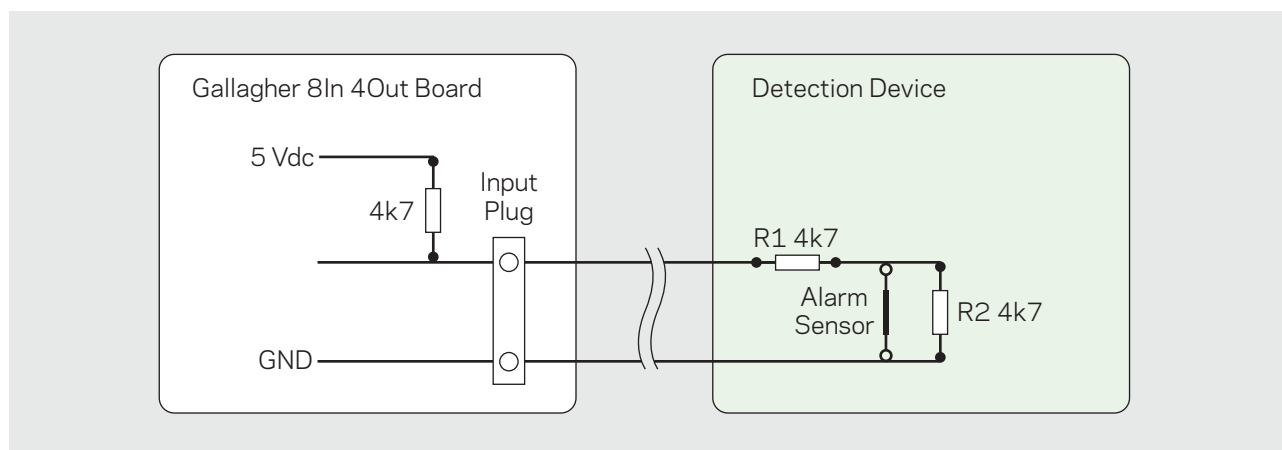 Gallagher 8In 4Out Board
5 Vdc
4k7
Input
Plug
GND
Detection Device
R1 4k7
Alarm
Sensor
R2 4k7